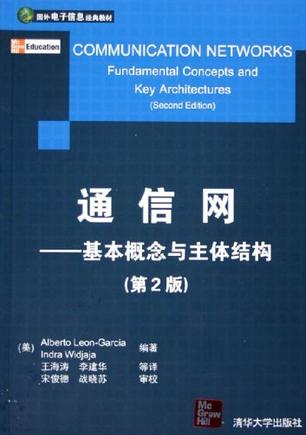 国外电子信息经典教材
Mc Graw Hill Education
COMMUNICATION NETWORKS
Fundamental Concepts and
Key Architectures
(Second Edition)
通信网
——基本概念与主体结构
(第2版)
(美) Alberto Leon-Garcia 编著
Indra Widjaja
王海涛 李建华 等译
宋俊德 战晓苏 审校
Mc
Graw
Hill
清华大学出版社